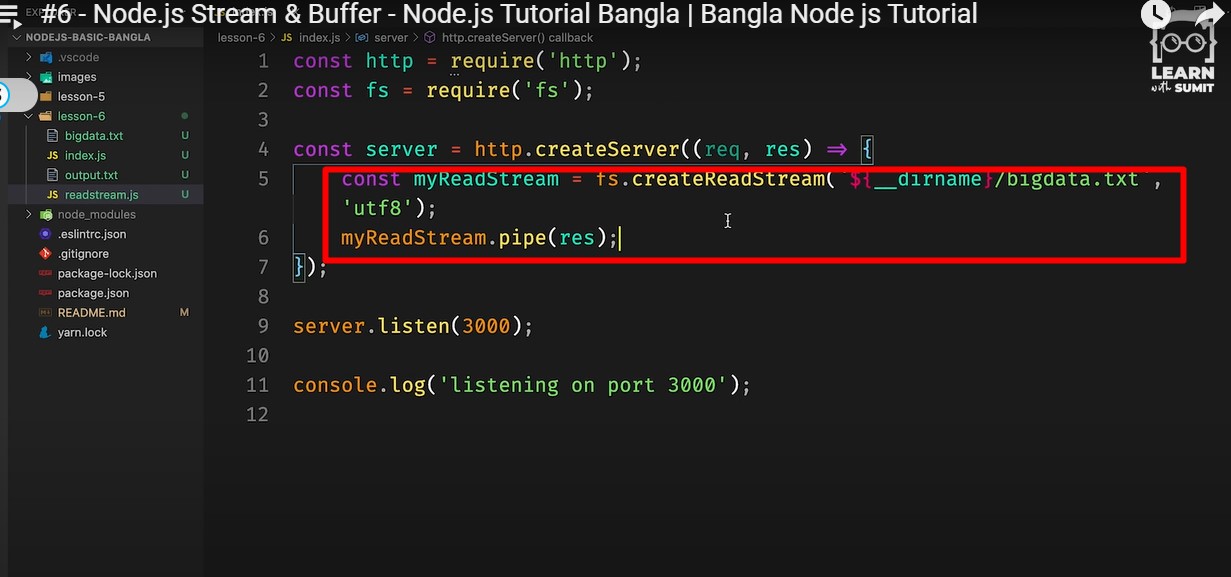 #6 - Node.js Stream & Buffer - Node.js Tutorial Bangla | Bangla Node js Tutorial
NODEJS-BASIC-BANGLA
.vscode
images
lesson-5
lesson-6
bigdata.txt U
JS index.js U
output.txt U
JS readstream.js U
node_modules
.eslintrc.json
.gitignore
package-lock.json
package.json
README.md M
yarn.lock
lesson-6 > JS index.js > server > http.createServer() callback
1 const http = require('http');
2 const fs = require('fs');
3
4 const server = http.createServer((req, res) => {
5 const myReadStream = fs.createReadStream(`${__dirname}/bigdata.txt`,
'utf8');
6 myReadStream.pipe(res);
7 });
8
9 server.listen(3000);
10
11 console.log('listening on port 3000');
12
LEARN
with SUMIT